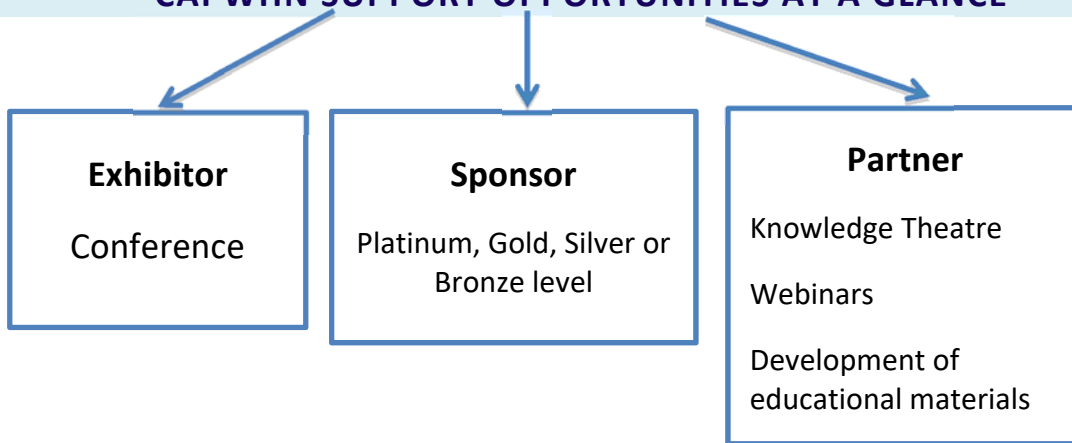 CAPWHN SUPPORT OPPORTUNITIES AT A GLANCE
Exhibitor
Conference
Sponsor
Platinum, Gold, Silver or
Bronze level
Partner
Knowledge Theatre
Webinars
Development of
educational materials